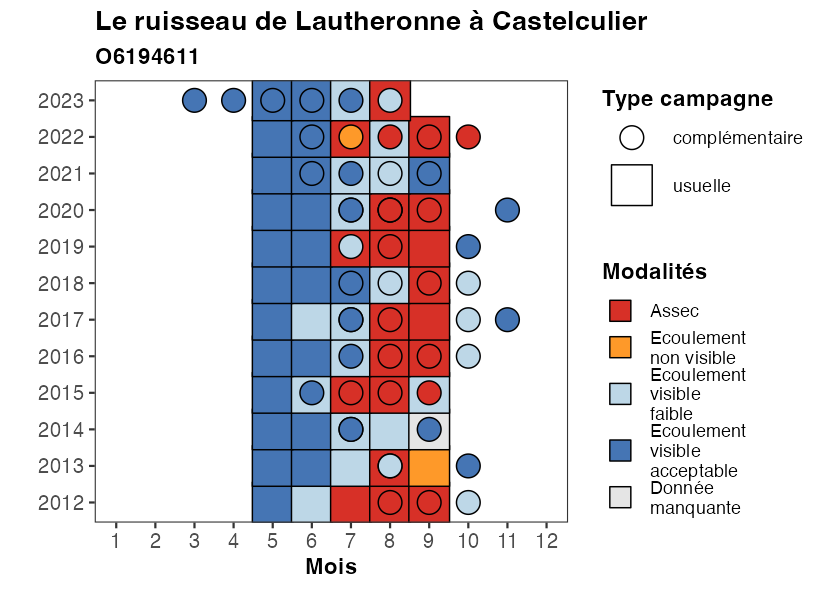 Le ruisseau de Lautheronne à Castelculier
O6194611
2023
2022
2021
2020
2019
2018
2017
2016
2015
2014
2013
2012
1 2 3 4 5 6 7 8 9 10 11 12
Mois
Type campagne
complémentaire
usuelle
Modalités
Assec
Ecoulement
non visible
Ecoulement
visible
faible
Ecoulement
visible
acceptable
Donnée
manquante